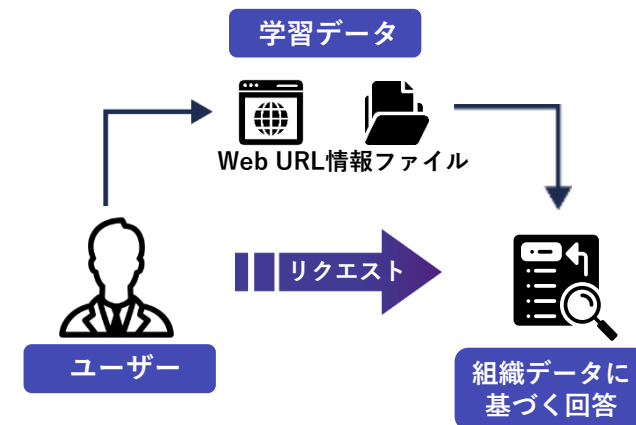 学習データ
Web URL情報ファイル
リクエスト
ユーザー
組織データに
基づく回答